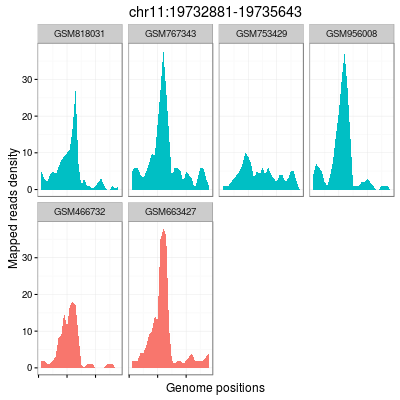 chr11:19732881-19735643
GSM818031 GSM767343 GSM753429 GSM956008
30
20
10
0
GSM466732 GSM663427
30
20
10
0
Mapped reads density
Genome positions